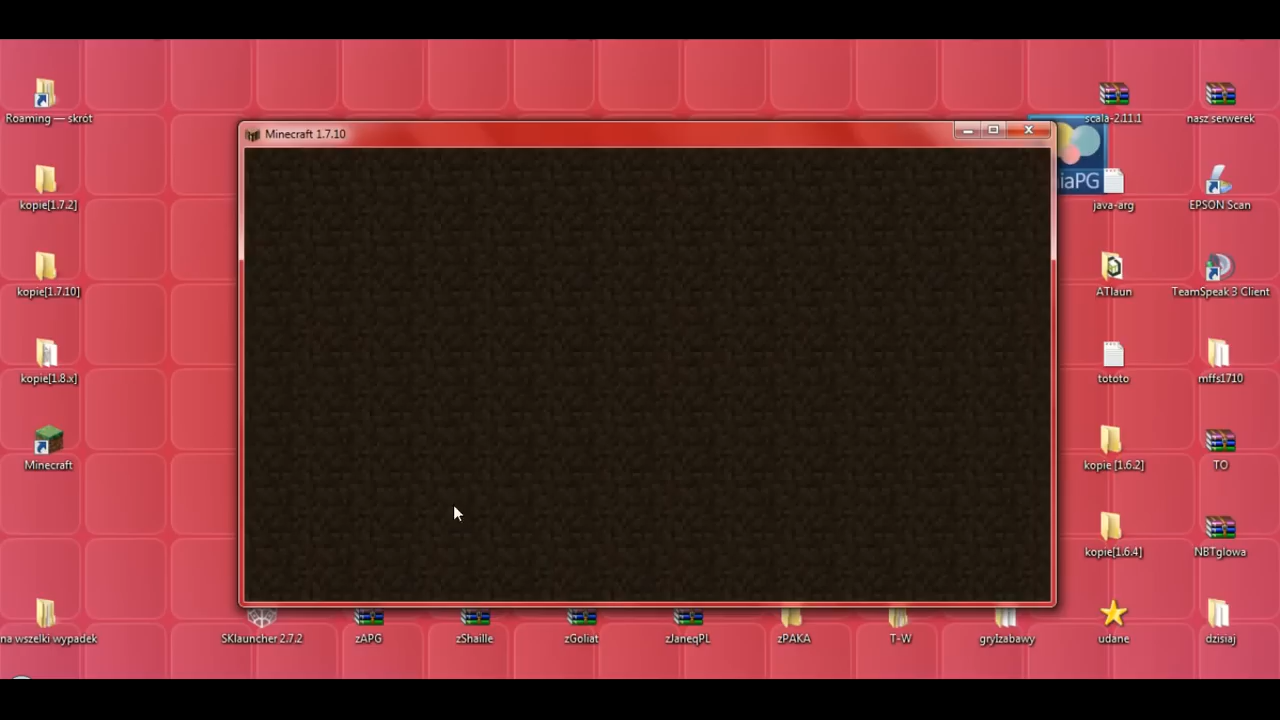 Roaming — skrót
scala-2.11.1
nasz serwerek
Minecraft 1.7.10
iaPG
kopie[1.7.2]
java-arg
EPSON Scan
kopie[1.7.10]
ATlaun
TeamSpeak 3 Client
kopie[1.8.x]
tototo
mffs1710
Minecraft
kopie [1.6.2]
TO
kopie[1.6.4]
NBTglowa
na wszelki wypadek
SKlauncher 2.7.2
zAPG
zShaille
zGoliat
zJaneqPL
zPAKA
T-W
gryIzabawy
udane
dzisiaj